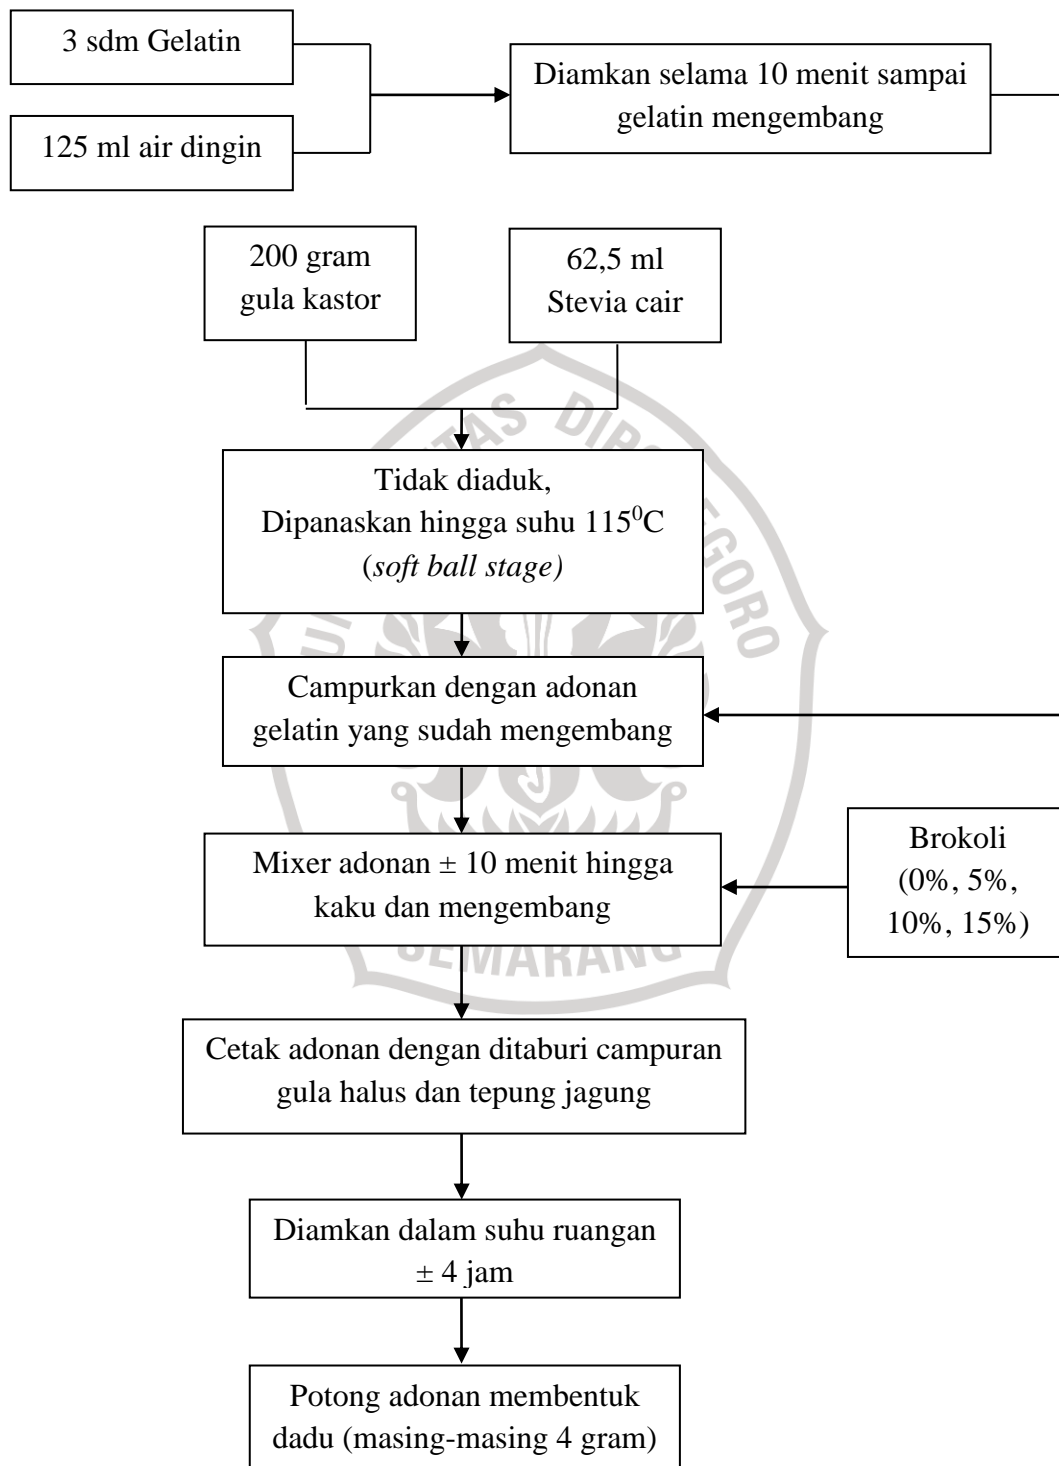 3 sdm Gelatin
125 ml air dingin
Diamkan selama 10 menit sampai
gelatin mengembang
200 gram
gula kastor
62,5 ml
Stevia cair
Tidak diaduk,
Dipanaskan hingga suhu 115⁰C
(soft ball stage)
Campurkan dengan adonan
gelatin yang sudah mengembang
Mixer adonan ± 10 menit hingga
kaku dan mengembang
Brokoli
(0%, 5%,
10%, 15%)
SEMARANG
Cetak adonan dengan ditaburi campuran
gula halus dan tepung jagung
Diamkan dalam suhu ruangan
± 4 jam
Potong adonan membentuk
dadu (masing-masing 4 gram)